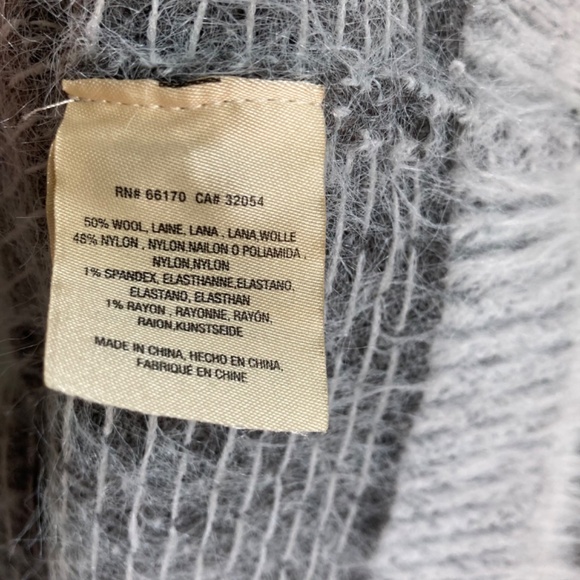 RN# 66170 CA# 32054
50% WOOL, LAINE, LANA , LANA,WOLLE
48% NYLON , NYLON.NAILON O POLIAMIDA ,
NYLON,NYLON
1% SPANDEX, ELASTHANNE,ELASTANO,
ELASTANO, ELASTHAN
1% RAYON , RAYONNE, RAYÓN,
RAION,KUNSTSEIDE
MADE IN CHINA, HECHO EN CHINA,
FABRIQUÉ EN CHINE